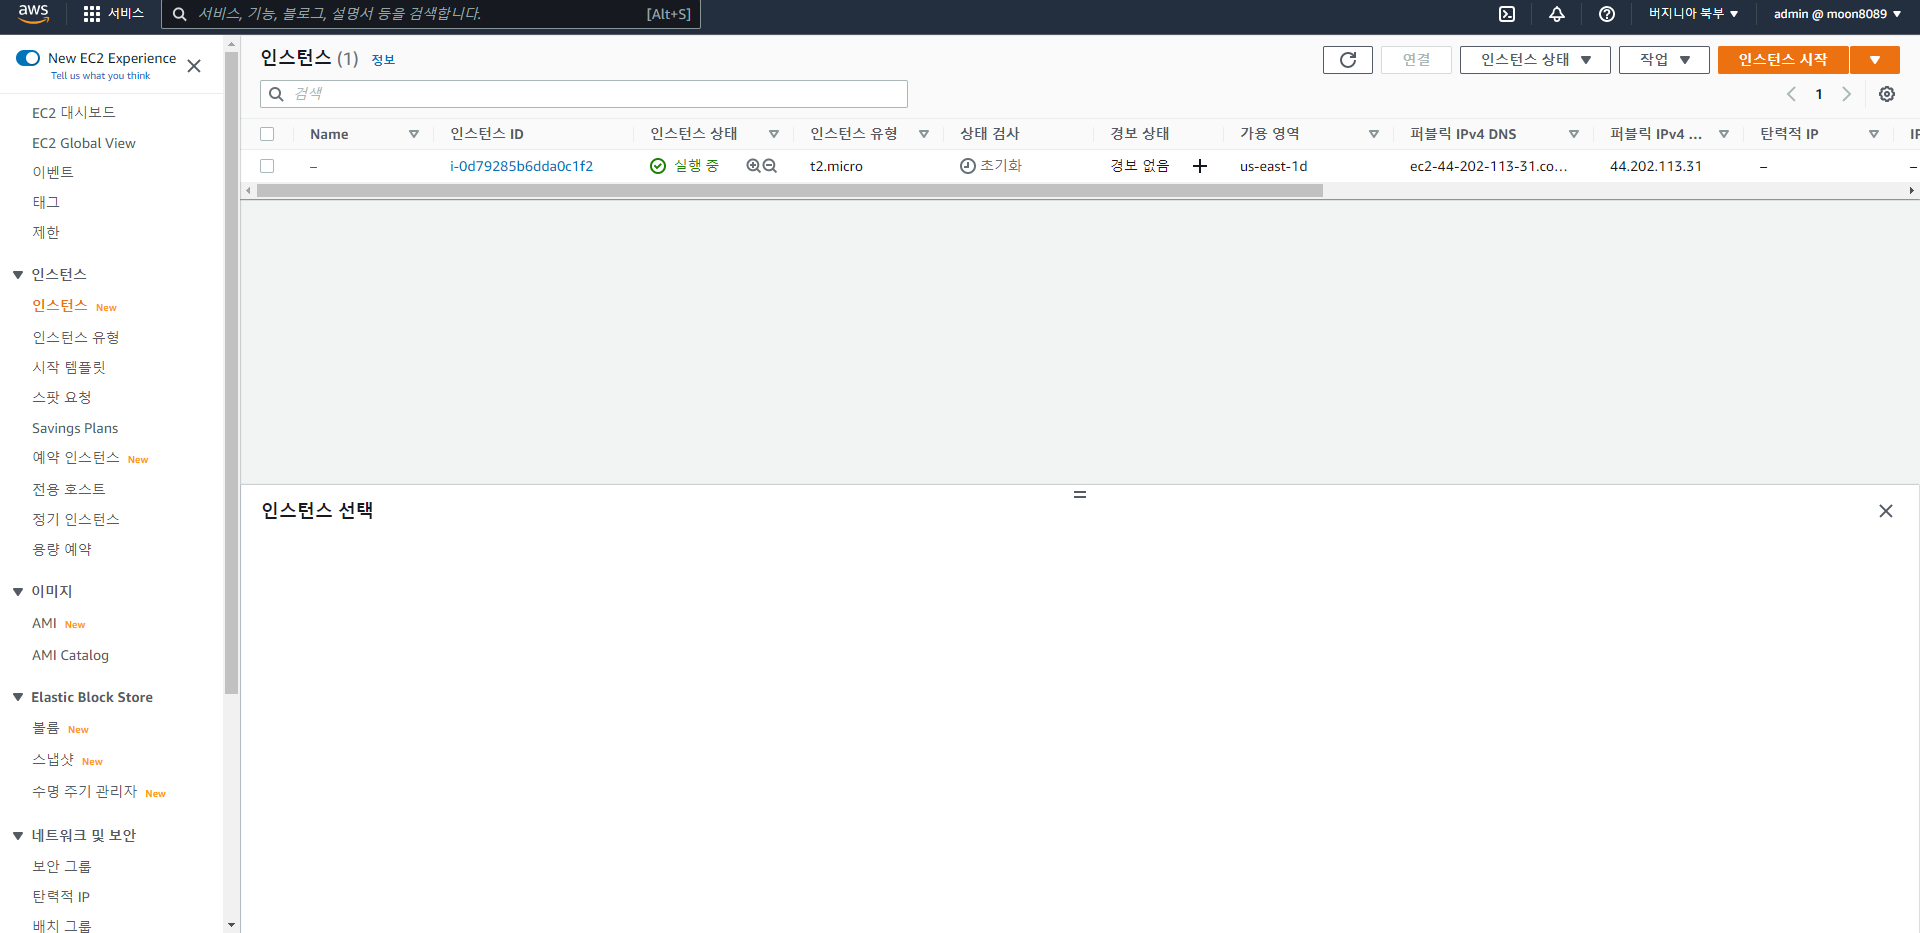 aws 서비스 서비스, 기능, 블로그, 설명서 등을 검색합니다. [Alt+S] 버지니아 북부 admin @ moon8089
New EC2 Experience
Tell us what you think
EC2 대시보드
EC2 Global View
이벤트
태그
제한
인스턴스
인스턴스 New
인스턴스 유형
시작 템플릿
스팟 요청
Savings Plans
예약 인스턴스 New
전용 호스트
정기 인스턴스
용량 예약
이미지
AMI New
AMI Catalog
Elastic Block Store
볼륨 New
스냅샷 New
수명 주기 관리자 New
네트워크 및 보안
보안 그룹
탄력적 IP
배치 그룹
인스턴스 (1) 정보 연결 인스턴스 상태 작업 인스턴스 시작
검색 1
Name 인스턴스 ID 인스턴스 상태 인스턴스 유형 상태 검사 경보 상태 가용 영역 퍼블릭 IPv4 DNS 퍼블릭 IPv4 ... 탄력적 IP IP
– i-0d79285b6dda0c1f2 실행 중 t2.micro 초기화 경보 없음 us-east-1d ec2-44-202-113-31.co... 44.202.113.31 – –
인스턴스 선택